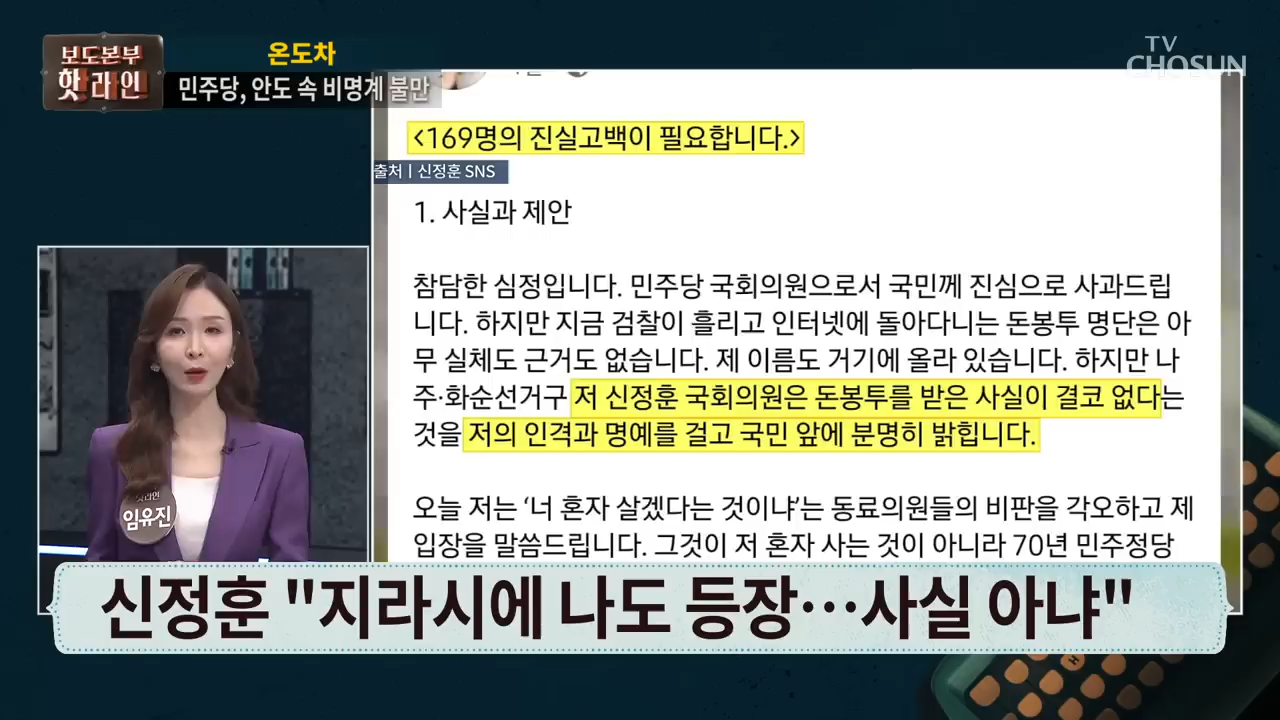 보도본부
핫라인
온도차
민주당, 안도 속 비명계 불만
TV
CHOSUN
<169명의 진실고백이 필요합니다.>
출처 | 신정훈 SNS
1. 사실과 제안
참담한 심정입니다. 민주당 국회의원으로서 국민께 진심으로 사과드립
니다. 하지만 지금 검찰이 흘리고 인터넷에 돌아다니는 돈봉투 명단은 아
무 실체도 근거도 없습니다. 제 이름도 거기에 올라 있습니다. 하지만 나
주·화순선거구 저 신정훈 국회의원은 돈봉투를 받은 사실이 결코 없다는
것을 저의 인격과 명예를 걸고 국민 앞에 분명히 밝힙니다.
오늘 저는 ‘너 혼자 살겠다는 것이냐’는 동료의원들의 비판을 각오하고 제
입장을 말씀드립니다. 그것이 저 혼자 사는 것이 아니라 70년 민주정당
핫라인
임유진
신정훈 "지라시에 나도 등장…사실 아냐"
H